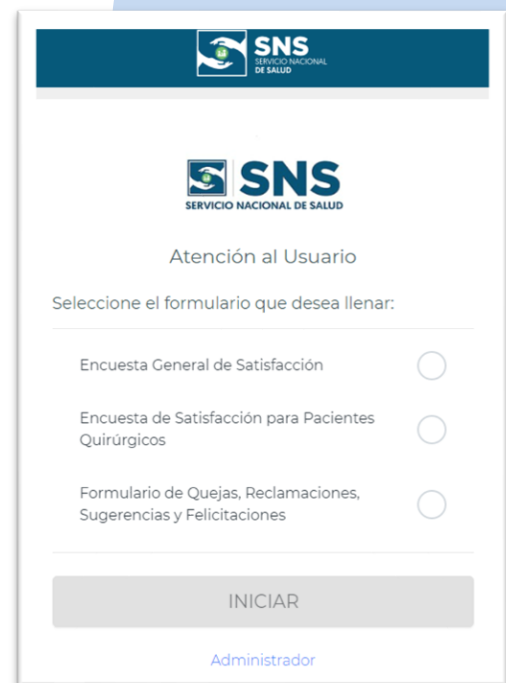 SNS
SERVICIO NACIONAL
DE SALUD
SNS
SERVICIO NACIONAL DE SALUD
Atención al Usuario
Seleccione el formulario que desea llenar:
Encuesta General de Satisfacción
Encuesta de Satisfacción para Pacientes
Quirúrgicos
Formulario de Quejas, Reclamaciones,
Sugerencias y Felicitaciones
INICIAR
Administrador